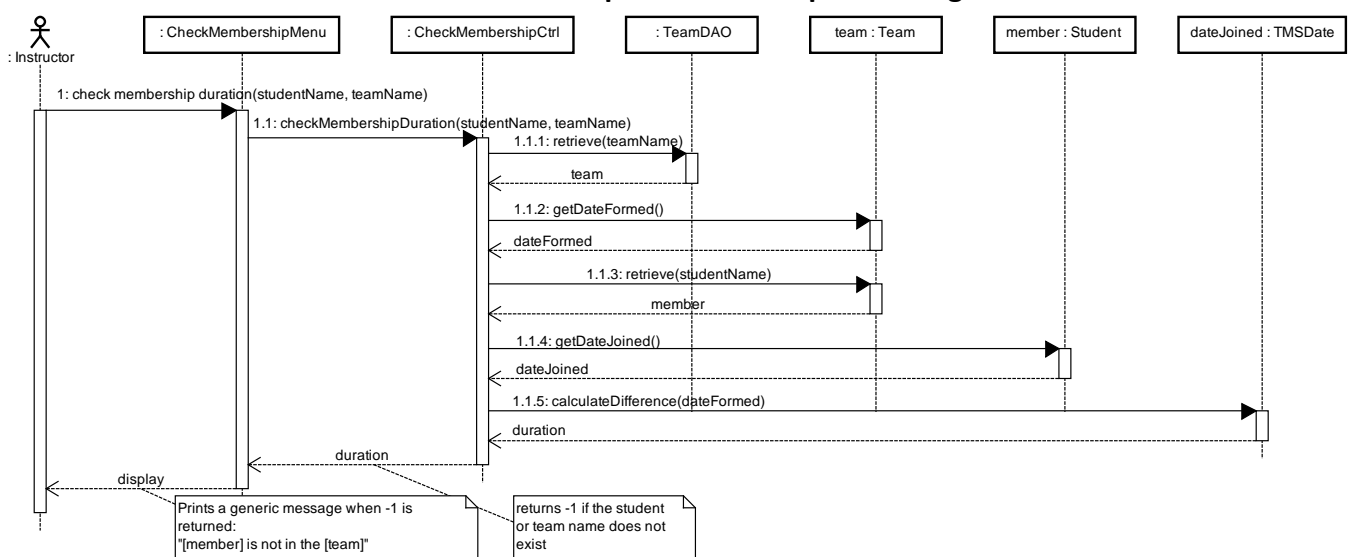 : Instructor
: CheckMembershipMenu
: CheckMembershipCtrl
: TeamDAO
team : Team
member : Student
dateJoined : TMSDate
1: check membership duration(studentName, teamName)
1.1: checkMembershipDuration(studentName, teamName)
1.1.1: retrieve(teamName)
team
1.1.2: getDateFormed()
dateFormed
1.1.3: retrieve(studentName)
member
1.1.4: getDateJoined()
dateJoined
1.1.5: calculateDifference(dateFormed)
duration
duration
display
Prints a generic message when -1 is
returned:
"[member] is not in the [team]"
returns -1 if the student
or team name does not
exist